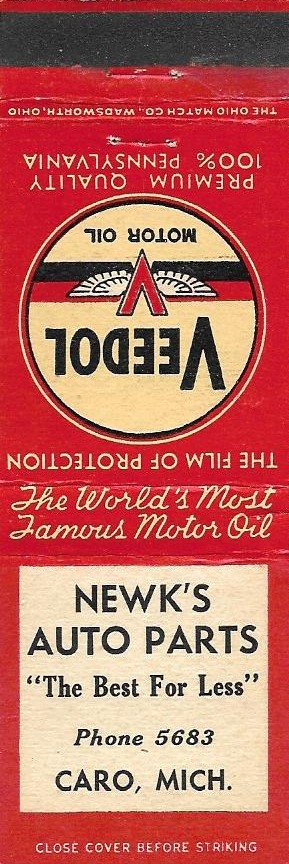 THE OHIO MATCH CO., WADSWORTH, OHIO
PREMIUM QUALITY
100% PENNSYLVANIA
VEEDOL
MOTOR OIL
THE FILM OF PROTECTION
The World's Most
Famous Motor Oil
NEWK'S
AUTO PARTS
"The Best For Less"
Phone 5683
CARO, MICH.
CLOSE COVER BEFORE STRIKING